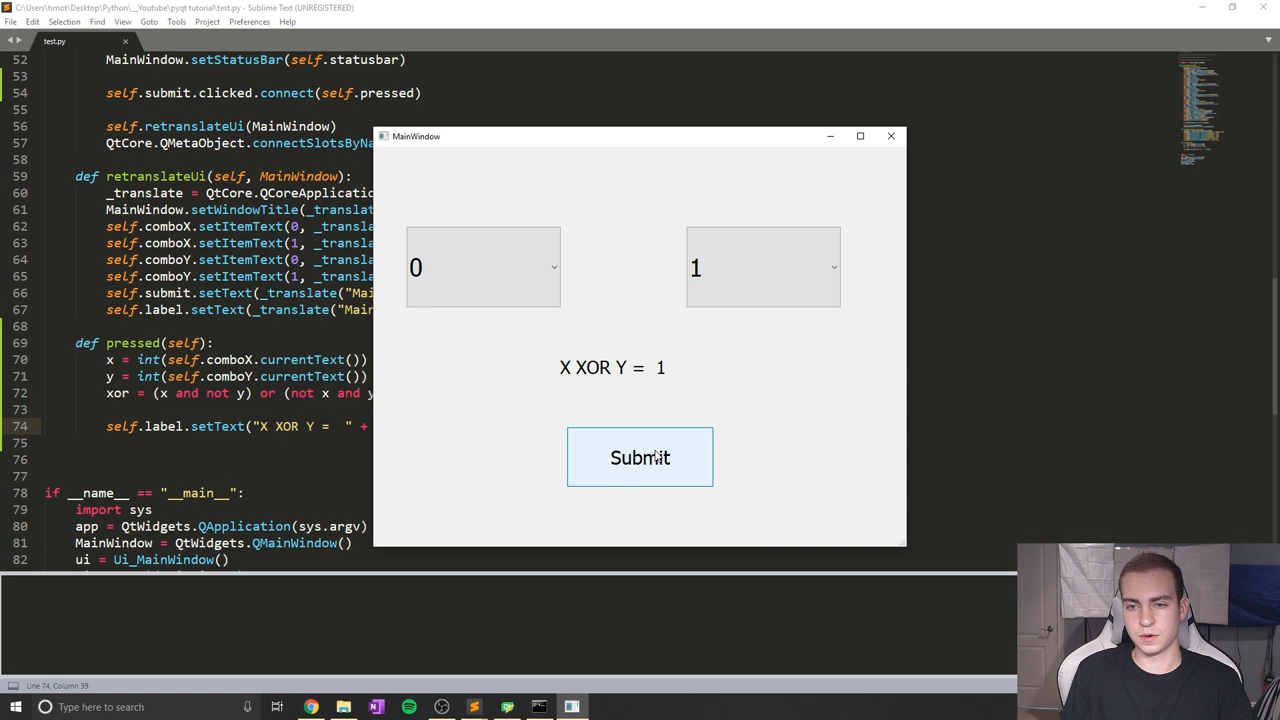 C:\Users\timot\Desktop\Python\__Youtube\pyqt tutorial\test.py - Sublime Text (UNREGISTERED)
File Edit Selection Find View Goto Tools Project Preferences Help
test.py
52 MainWindow.setStatusBar(self.statusbar)
53
54 self.submit.clicked.connect(self.pressed)
55
56 self.retranslateUi(MainWindow)
57 QtCore.QMetaObject.connectSlotsByNa
58
59 def retranslateUi(self, MainWindow):
60 _translate = QtCore.QCoreApplication
61 MainWindow.setWindowTitle(_translat
62 self.comboX.setItemText(0, _transla
63 self.comboX.setItemText(1, _transla
64 self.comboY.setItemText(0, _transla
65 self.comboY.setItemText(1, _transla
66 self.submit.setText(_translate("Mai
67 self.label.setText(_translate("Main
68
69 def pressed(self):
70 x = int(self.comboX.currentText())
71 y = int(self.comboY.currentText())
72 xor = (x and not y) or (not x and y
73
74 self.label.setText("X XOR Y =  " +
75
76
77
78 if __name__ == "__main__":
79 import sys
80 app = QtWidgets.QApplication(sys.argv)
81 MainWindow = QtWidgets.QMainWindow()
82 ui = Ui_MainWindow()
MainWindow
0 1
X XOR Y =  1
Submit
Line 74, Column 39
Type here to search